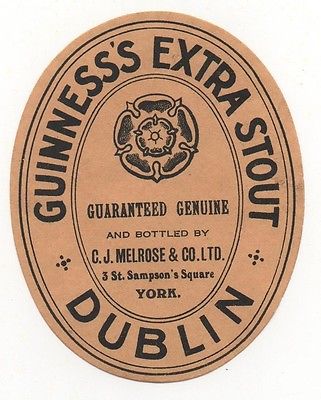 GUINNESS'S EXTRA STOUT
GUARANTEED GENUINE
AND BOTTLED BY
C. J. MELROSE & CO. LTD.
3 St. Sampson's Square
YORK.
DUBLIN